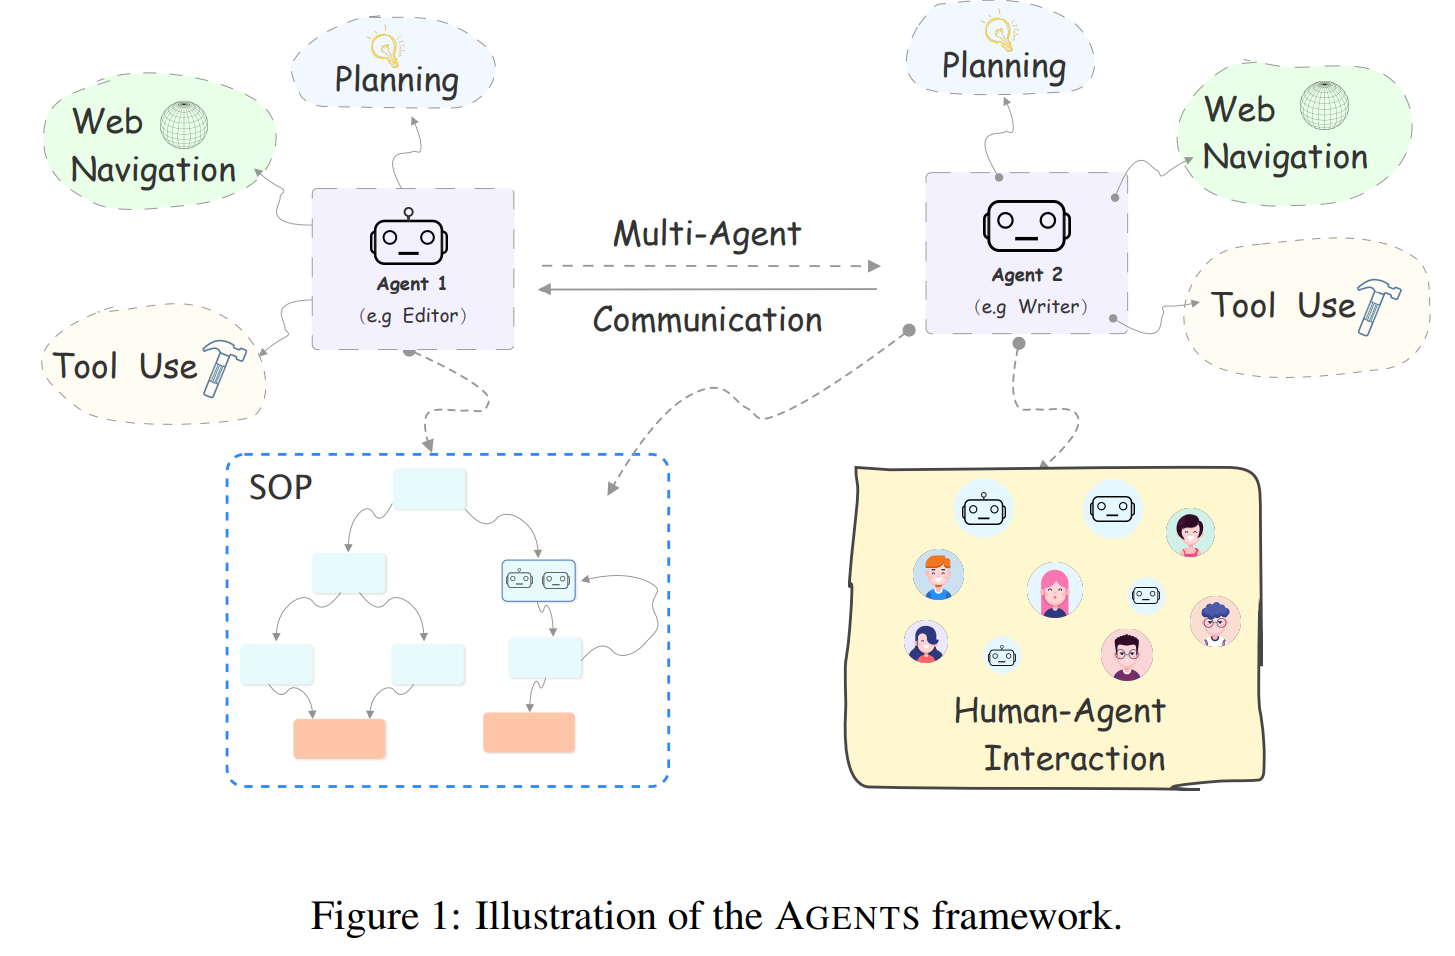 Planning
Web
Navigation
Agent 1
(e.g Editor)
Tool Use
Multi-Agent
Communication
Planning
Web
Navigation
Agent 2
(e.g Writer)
Tool Use
SOP
Human-Agent
Interaction
Figure 1: Illustration of the AGENTS framework.